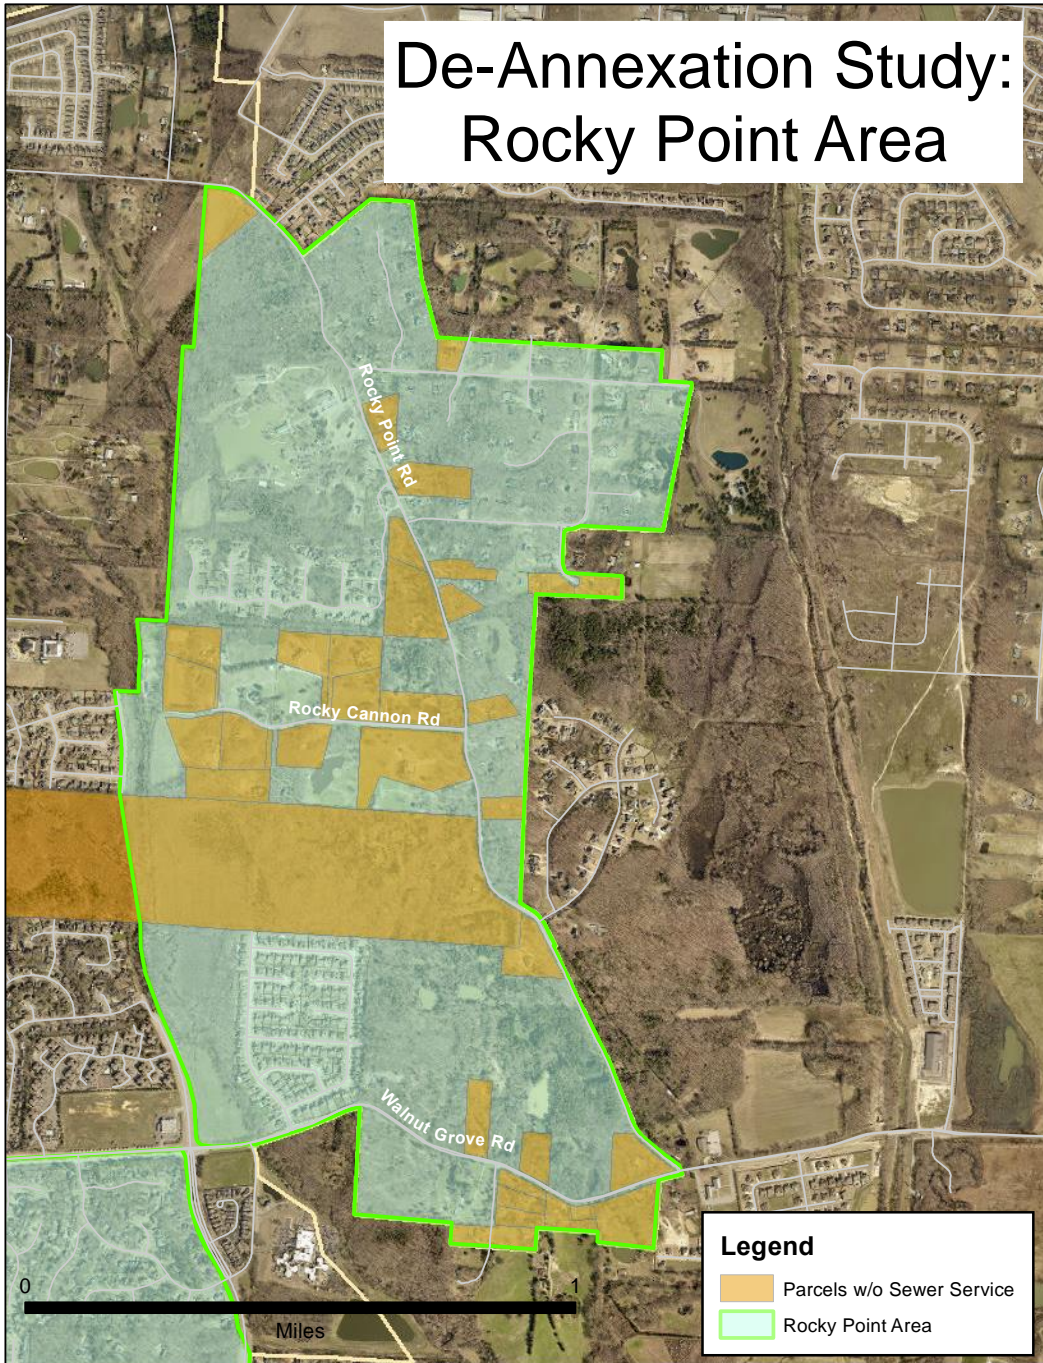 De-Annexation Study:
Rocky Point Area
Rocky Point Rd
Rocky Cannon Rd
Walnut Grove Rd
0 1
Miles
Legend
Parcels w/o Sewer Service
Rocky Point Area